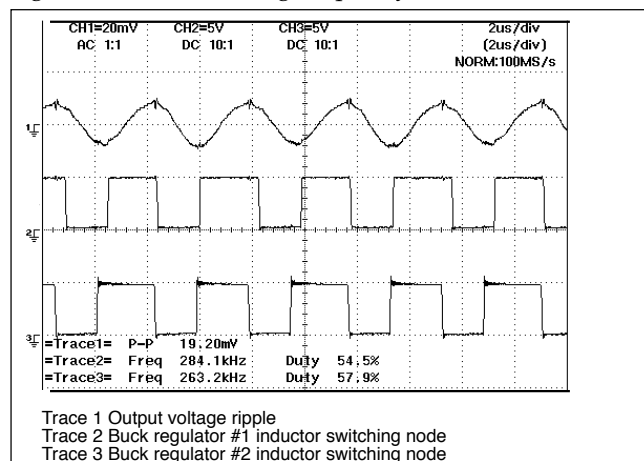 CH1=20mV CH2=5V CH3=5V 2us/div
AC 1:1 DC 10:1 DC 10:1 (2us/div)
NORM:100MS/s
1
2
3
=Trace1= P-P 19.20mV
=Trace2= Freq 284.1kHz Duty 54.5%
=Trace3= Freq 263.2kHz Duty 57.9%
Trace 1 Output voltage ripple
Trace 2 Buck regulator #1 inductor switching node
Trace 3 Buck regulator #2 inductor switching node